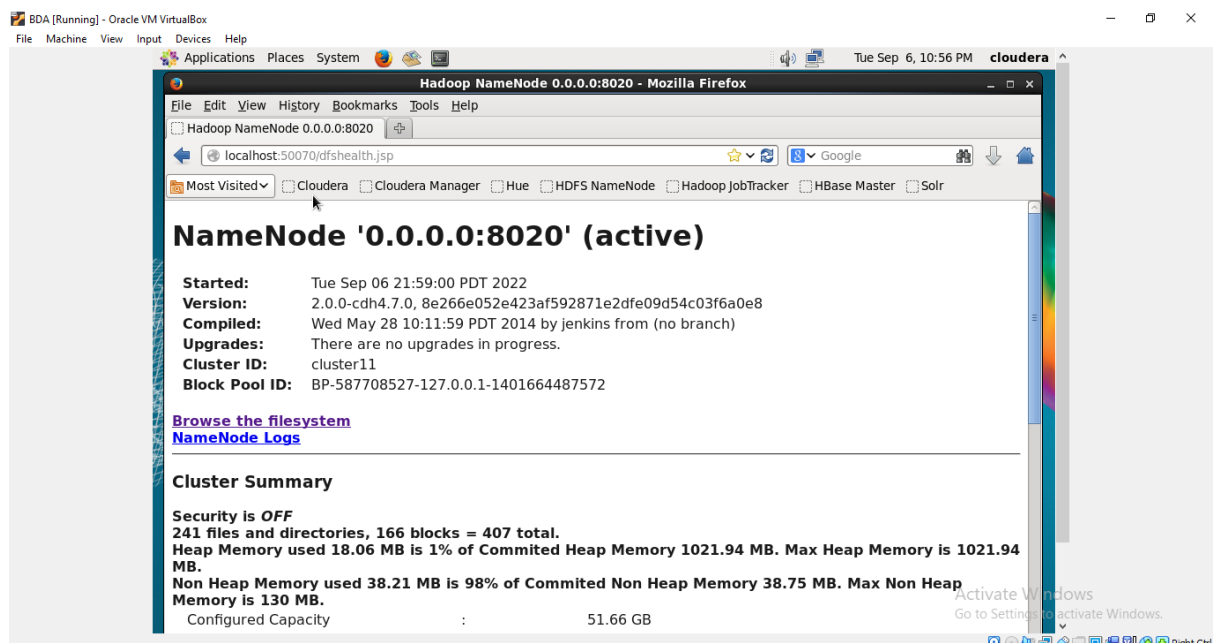 BDA [Running] - Oracle VM VirtualBox
File Machine View Input Devices Help
Applications Places System Tue Sep 6, 10:56 PM cloudera
Hadoop NameNode 0.0.0.0:8020 - Mozilla Firefox
File Edit View History Bookmarks Tools Help
Hadoop NameNode 0.0.0.0:8020
localhost:50070/dfshealth.jsp Google
Most Visited Cloudera Cloudera Manager Hue HDFS NameNode Hadoop JobTracker HBase Master Solr
NameNode '0.0.0.0:8020' (active)
Started: Tue Sep 06 21:59:00 PDT 2022
Version: 2.0.0-cdh4.7.0, 8e266e052e423af592871e2dfe09d54c03f6a0e8
Compiled: Wed May 28 10:11:59 PDT 2014 by jenkins from (no branch)
Upgrades: There are no upgrades in progress.
Cluster ID: cluster11
Block Pool ID: BP-587708527-127.0.0.1-1401664487572
Browse the filesystem
NameNode Logs
Cluster Summary
Security is OFF
241 files and directories, 166 blocks = 407 total.
Heap Memory used 18.06 MB is 1% of Commited Heap Memory 1021.94 MB. Max Heap Memory is 1021.94
MB.
Non Heap Memory used 38.21 MB is 98% of Commited Non Heap Memory 38.75 MB. Max Non Heap
Memory is 130 MB.
Configured Capacity : 51.66 GB
Activate Windows
Go to Settings to activate Windows.
Right Ctrl